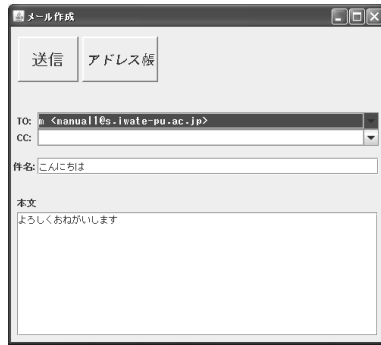 メール作成
送信 アドレス帳
TO: m <manual1@s.iwate-pu.ac.jp>
CC:
件名: こんにちは
本文
よろしくおねがいします